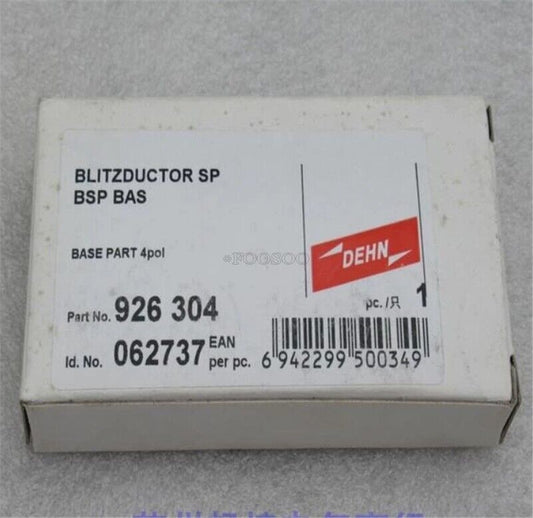 BLITZDUCTOR SP
BSP BAS
BASE PART 4pol
©FOGSOO
DEHN
pc./只 1
Part No. 926 304
Id. No. 062737 EAN per pc. 6 942299 500349